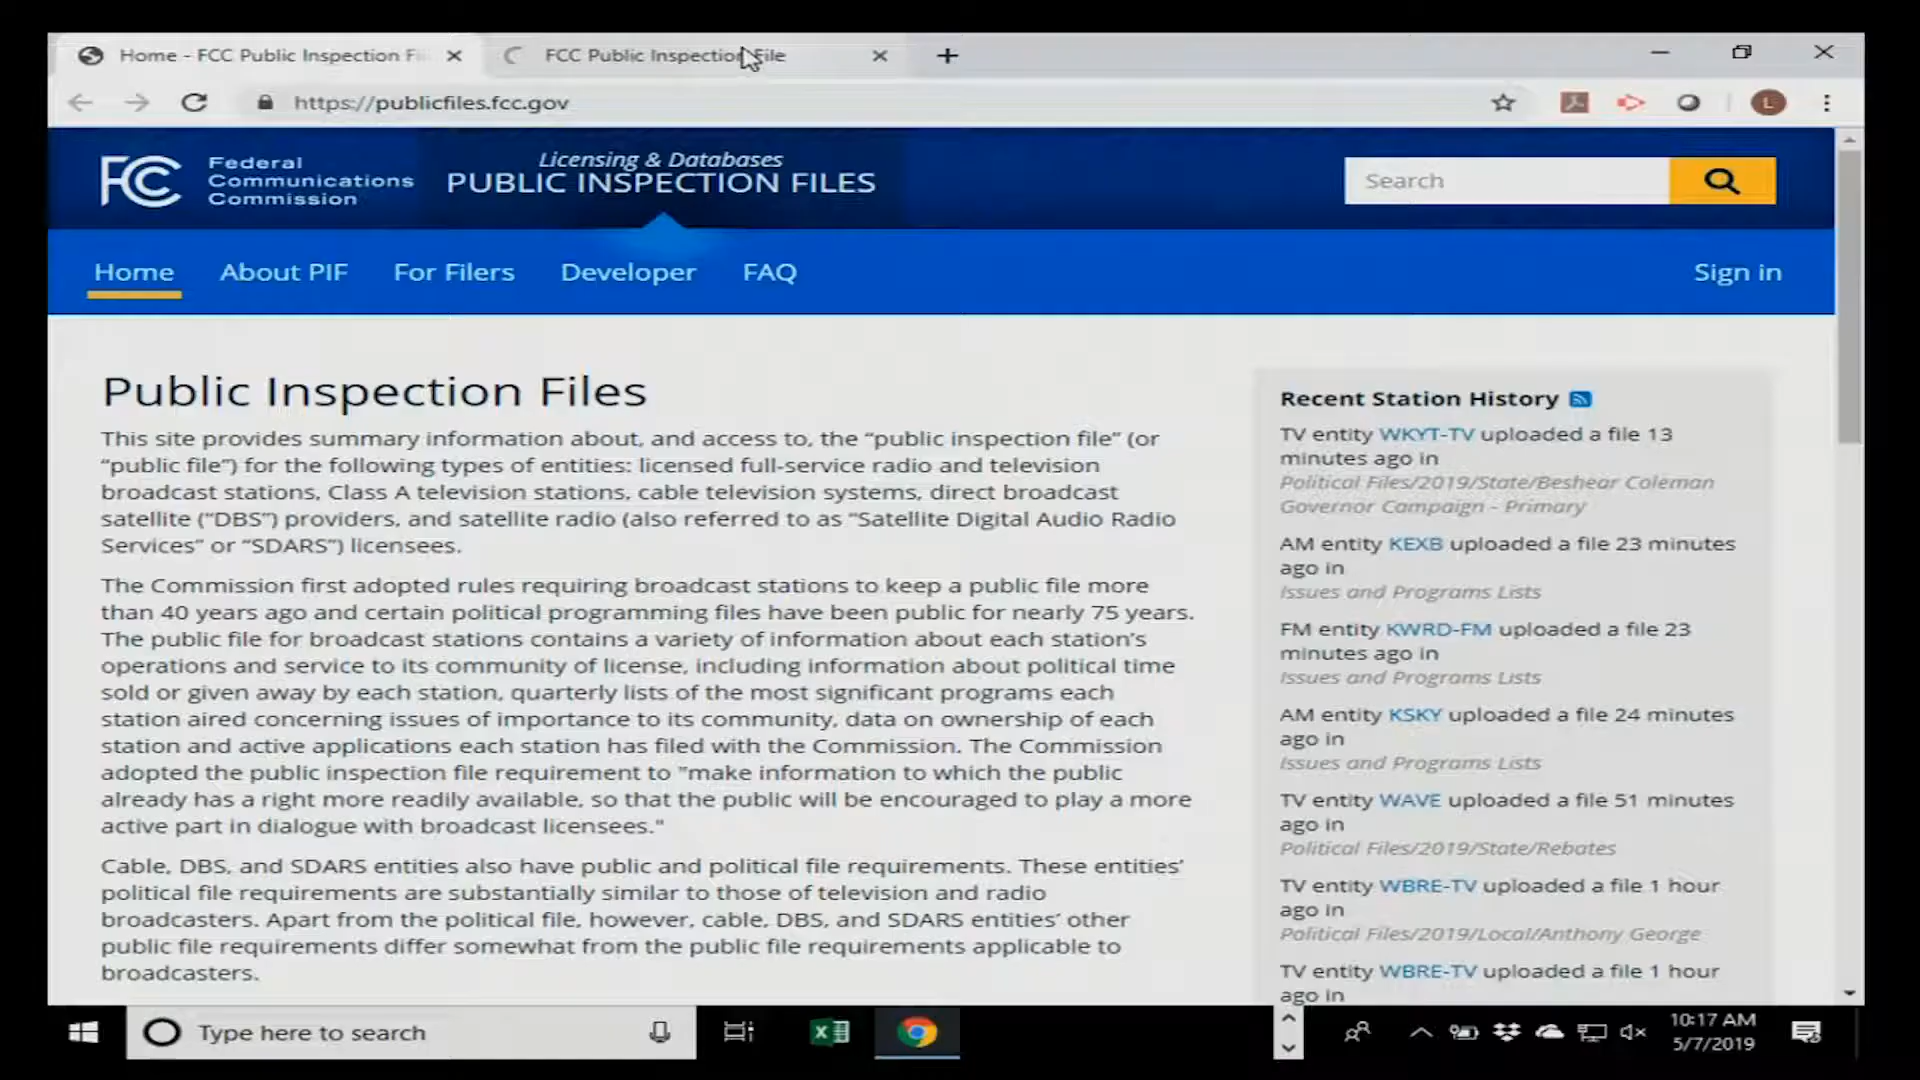 Home - FCC Public Inspection Fi
FCC Public Inspection File
https://publicfiles.fcc.gov
L
FCC
Federal
Communications
Commission
Licensing & Databases
PUBLIC INSPECTION FILES
Search
Home
About PIF
For Filers
Developer
FAQ
Sign in
Public Inspection Files
This site provides summary information about, and access to, the “public inspection file” (or
“public file”) for the following types of entities: licensed full-service radio and television
broadcast stations, Class A television stations, cable television systems, direct broadcast
satellite (“DBS”) providers, and satellite radio (also referred to as “Satellite Digital Audio Radio
Services” or “SDARS”) licensees.
The Commission first adopted rules requiring broadcast stations to keep a public file more
than 40 years ago and certain political programming files have been public for nearly 75 years.
The public file for broadcast stations contains a variety of information about each station’s
operations and service to its community of license, including information about political time
sold or given away by each station, quarterly lists of the most significant programs each
station aired concerning issues of importance to its community, data on ownership of each
station and active applications each station has filed with the Commission. The Commission
adopted the public inspection file requirement to "make information to which the public
already has a right more readily available, so that the public will be encouraged to play a more
active part in dialogue with broadcast licensees."
Cable, DBS, and SDARS entities also have public and political file requirements. These entities’
political file requirements are substantially similar to those of television and radio
broadcasters. Apart from the political file, however, cable, DBS, and SDARS entities’ other
public file requirements differ somewhat from the public file requirements applicable to
broadcasters.
Recent Station History
TV entity WKYT-TV uploaded a file 13
minutes ago in
Political Files/2019/State/Beshear Coleman
Governor Campaign - Primary
AM entity KEXB uploaded a file 23 minutes
ago in
Issues and Programs Lists
FM entity KWRD-FM uploaded a file 23
minutes ago in
Issues and Programs Lists
AM entity KSKY uploaded a file 24 minutes
ago in
Issues and Programs Lists
TV entity WAVE uploaded a file 51 minutes
ago in
Political Files/2019/State/Rebates
TV entity WBRE-TV uploaded a file 1 hour
ago in
Political Files/2019/Local/Anthony George
TV entity WBRE-TV uploaded a file 1 hour
ago in
Type here to search
10:17 AM
5/7/2019